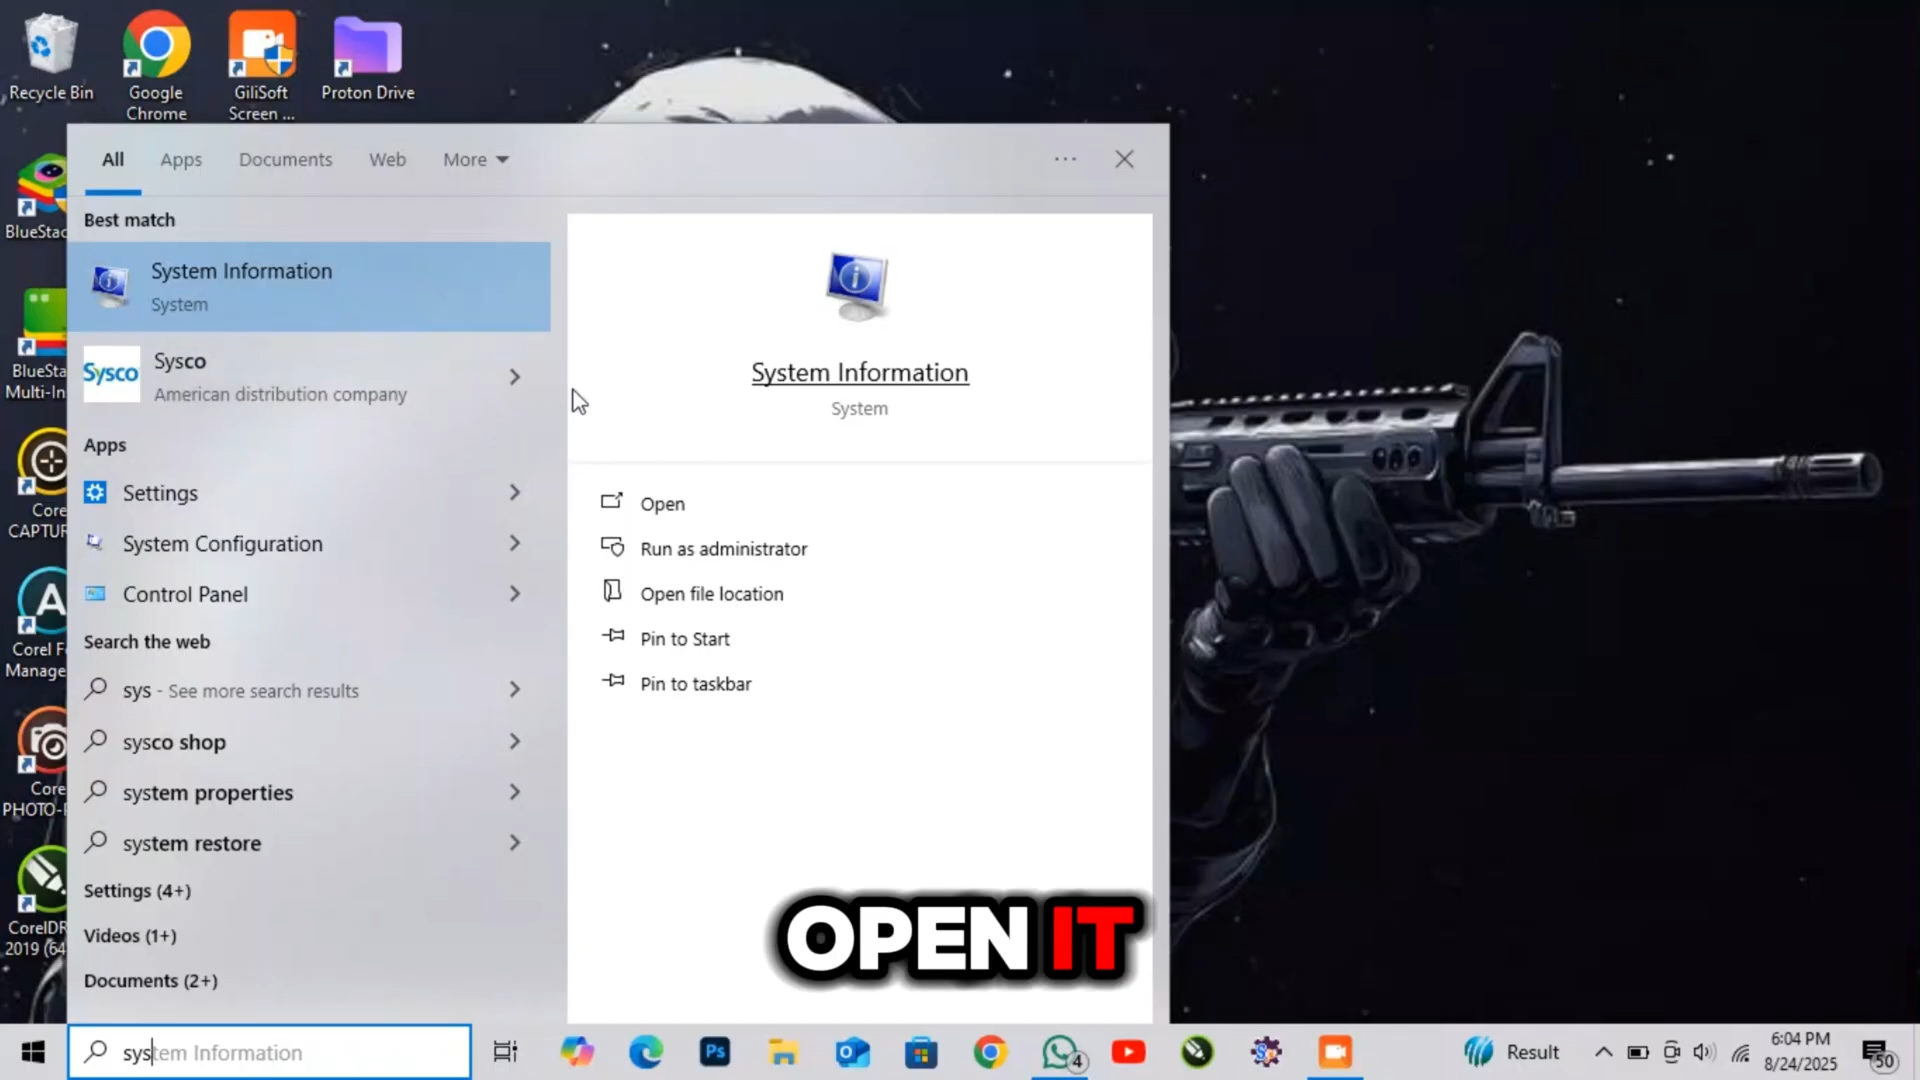 Recycle Bin
Google
Chrome
GiliSoft
Screen ...
Proton Drive
All
Apps
Documents
Web
More
Best match
System Information
System
Sysco
Sysco
American distribution company
Apps
Settings
System Configuration
Control Panel
Search the web
sys - See more search results
sysco shop
system properties
system restore
Settings (4+)
Videos (1+)
Documents (2+)
System Information
System
Open
Run as administrator
Open file location
Pin to Start
Pin to taskbar
BlueStac
BlueSta
Multi-In
Core
CAPTUR
Corel F
Manage
Core
PHOTO-
CorelDR
2019 (64
OPEN IT
system Information
Ps
4
Result
6:04 PM
8/24/2025
50